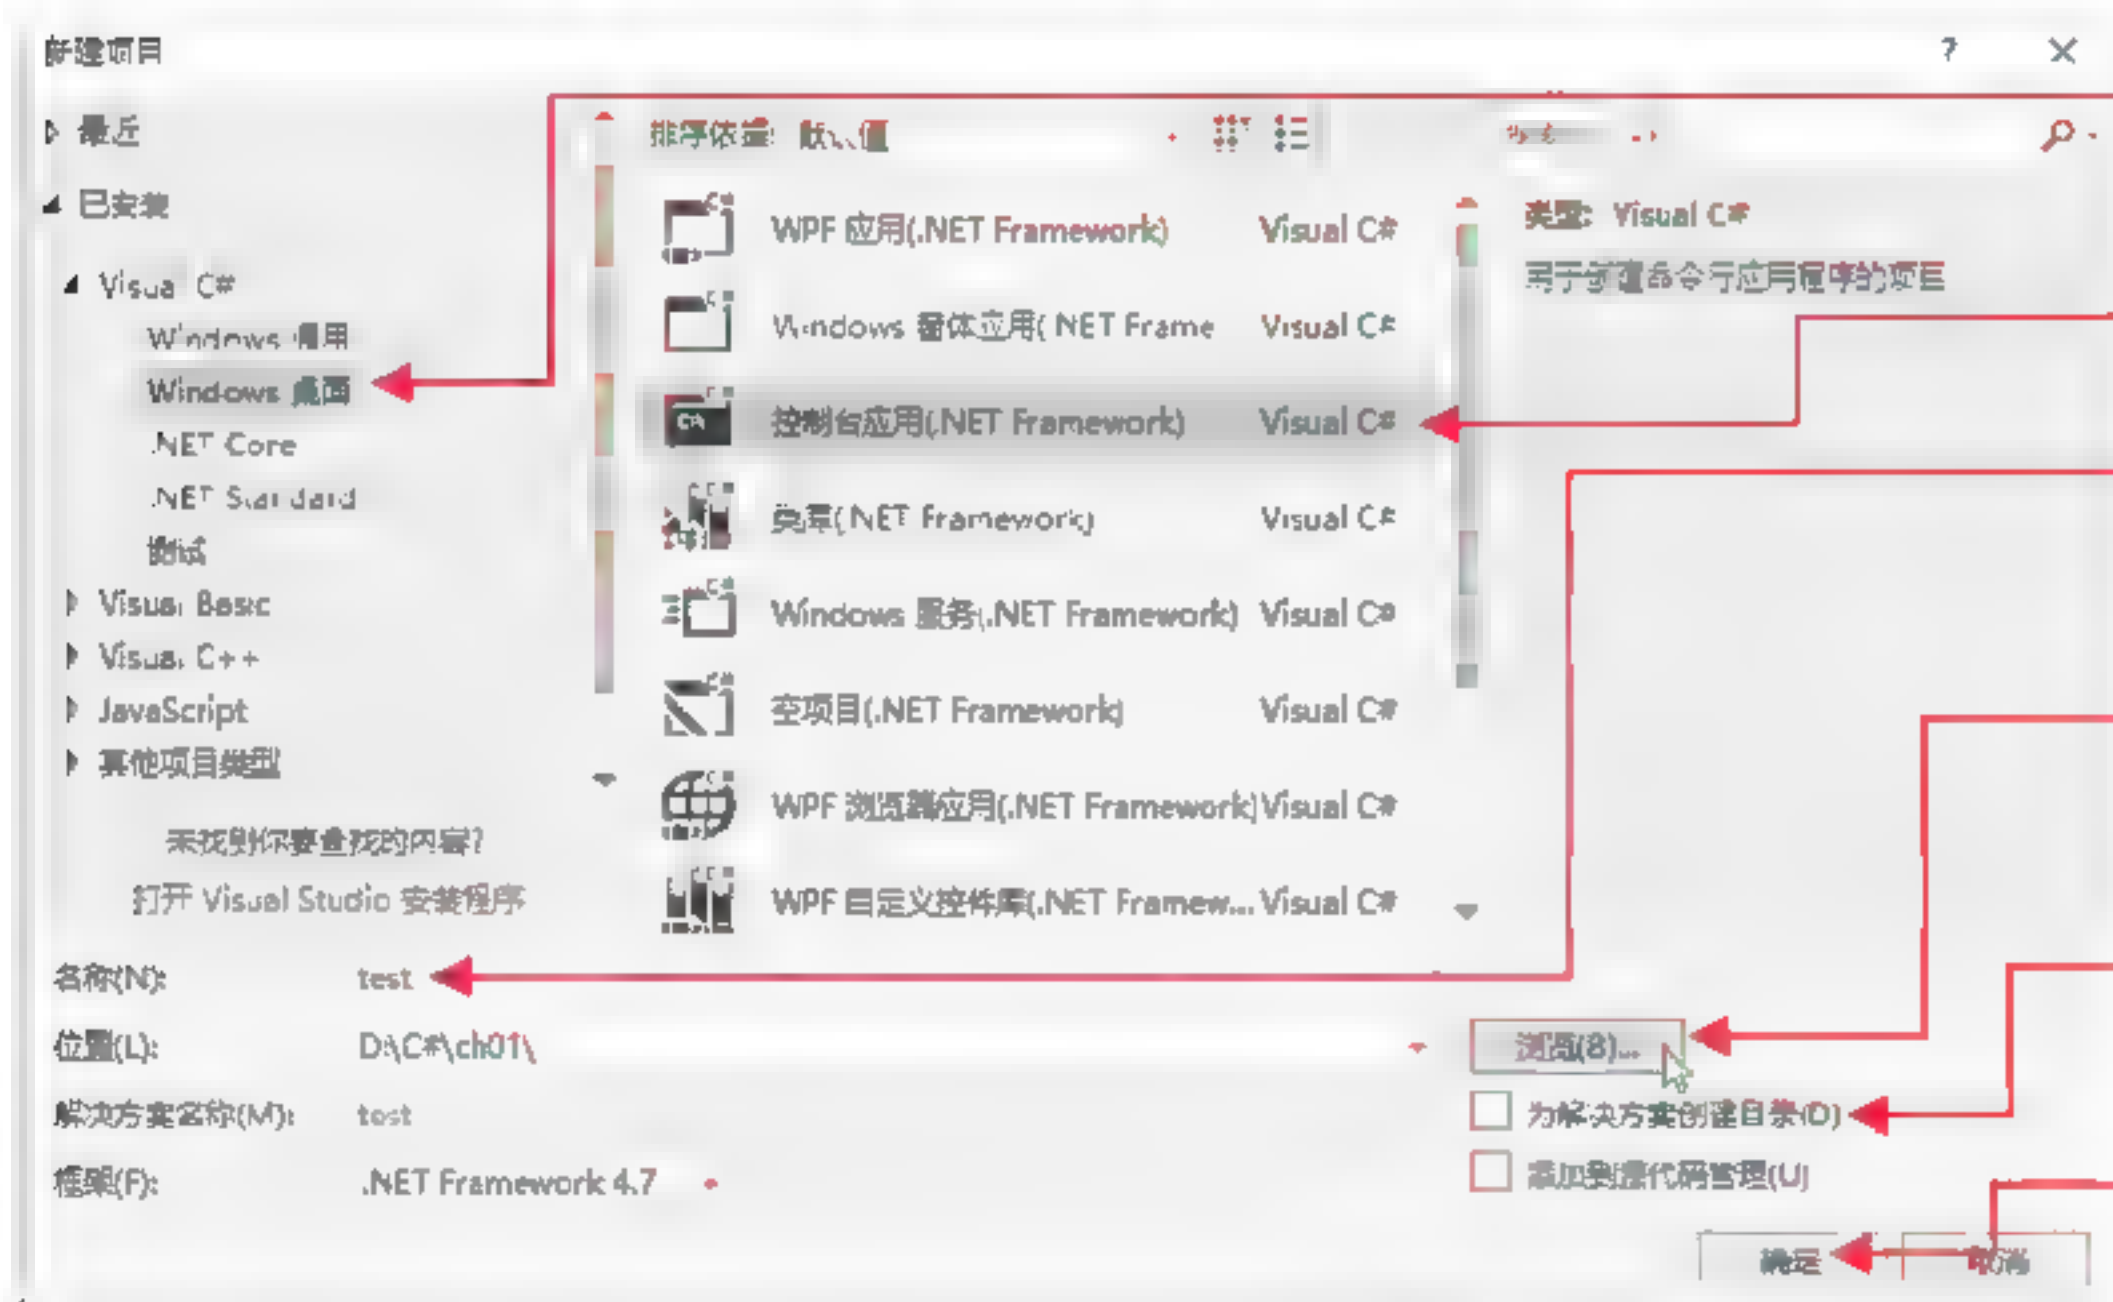 新建项目
最近
已安装
Visual C#
Windows 通用
Windows 桌面
.NET Core
.NET Standard
测试
Visual Basic
Visual C++
JavaScript
其他项目类型
未找到你要查找的内容?
打开 Visual Studio 安装程序
排序依据: 默认值
WPF 应用(.NET Framework) Visual C#
Windows 窗体应用(.NET Frame Visual C#
控制台应用(.NET Framework) Visual C#
类库(.NET Framework) Visual C#
Windows 服务(.NET Framework) Visual C#
空项目(.NET Framework) Visual C#
WPF 浏览器应用(.NET Framework) Visual C#
WPF 自定义控件库(.NET Framew... Visual C#
类型: Visual C#
用于创建命令行应用程序的项目
名称(N): test
位置(L): D:\C#\ch01\
浏览(B)...
解决方案名称(M): test
为解决方案创建目录(D)
框架(F): .NET Framework 4.7
添加到源代码管理(U)
确定 取消